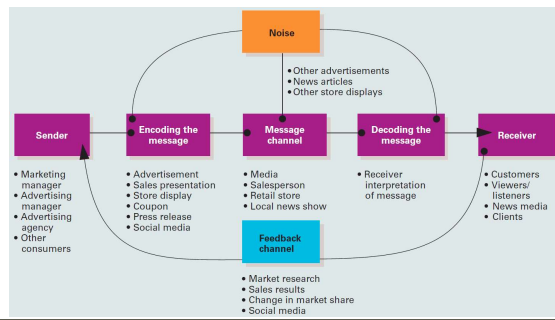 Noise
• Other advertisements
• News articles
• Other store displays
Sender
Encoding the
message
Message
channel
Decoding the
message
Receiver
• Marketing
manager
• Advertising
manager
• Advertising
agency
• Other
consumers
• Advertisement
• Sales presentation
• Store display
• Coupon
• Press release
• Social media
• Media
• Salesperson
• Retail store
• Local news show
• Receiver
interpretation
of message
• Customers
• Viewers/
listeners
• News media
• Clients
Feedback
channel
• Market research
• Sales results
• Change in market share
• Social media